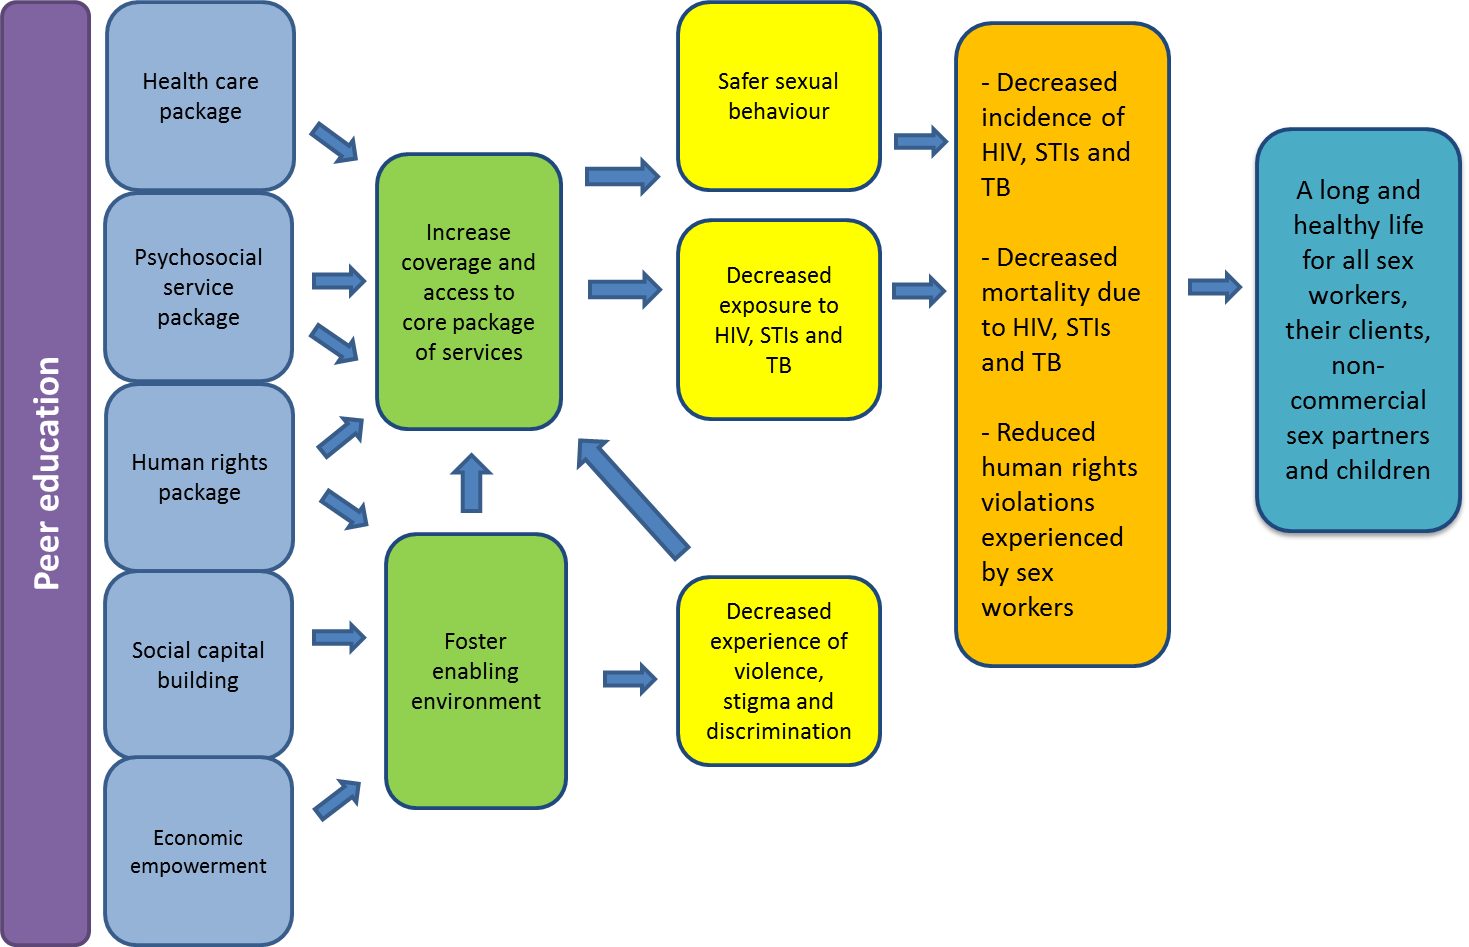 Peer education
Health care
package
Psychosocial
service
package
Human rights
package
Social capital
building
Economic
empowerment
Increase
coverage and
access to
core package
of services
Foster
enabling
environment
Safer sexual
behaviour
Decreased
exposure to
HIV, STIs and
TB
Decreased
experience of
violence,
stigma and
discrimination
- Decreased
incidence of
HIV, STIs and
TB
- Decreased
mortality due
to HIV, STIs
and TB
- Reduced
human rights
violations
experienced
by sex
workers
A long and
healthy life
for all sex
workers,
their clients,
non-
commercial
sex partners
and children